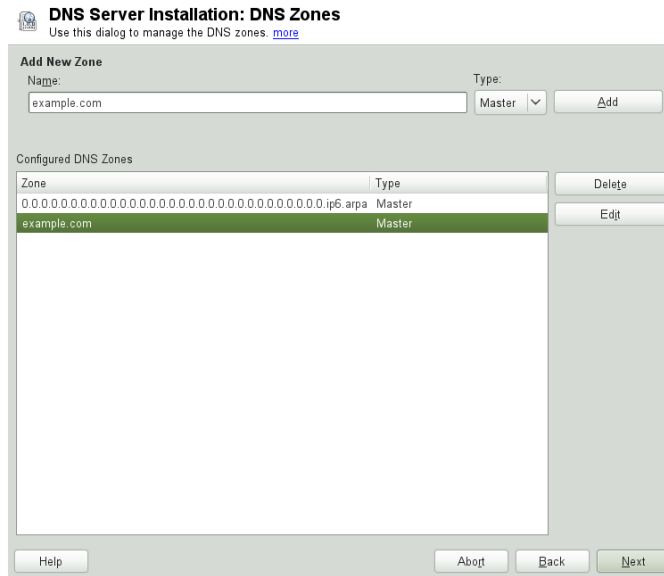 DNS Server Installation: DNS Zones
Use this dialog to manage the DNS zones. more
Add New Zone
Name:
Type:
example.com
Master
Add
Configured DNS Zones
Zone
Type
Delete
0.0.0.0.0.0.0.0.0.0.0.0.0.0.0.0.0.0.0.0.0.0.0.0.0.0.0.0.0.0.0.ip6.arpa Master
Edit
example.com Master
Help
Abort
Back
Next